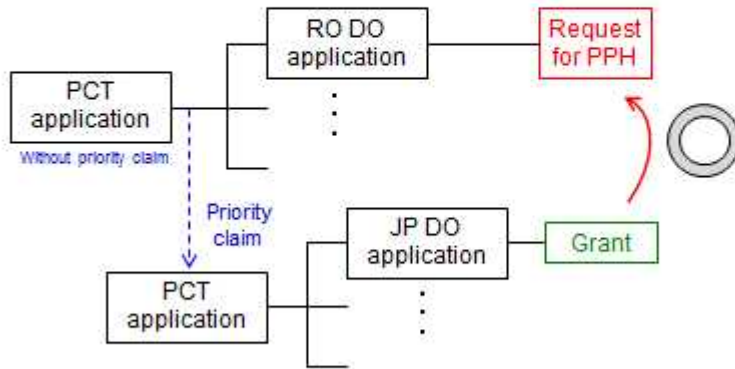 RO DO
application
Request
for PPH
PCT
application
Without priority claim
Priority
claim
JP DO
application
Grant
PCT
application